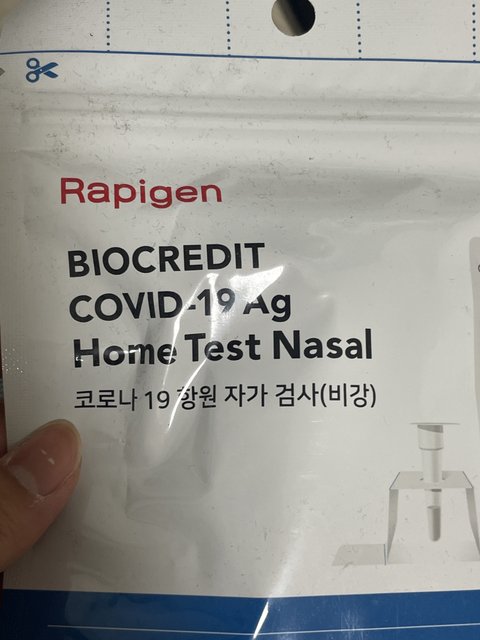 Rapigen
BIOCREDIT
COVID-19 Ag
Home Test Nasal
코로나 19 항원 자가 검사(비강)